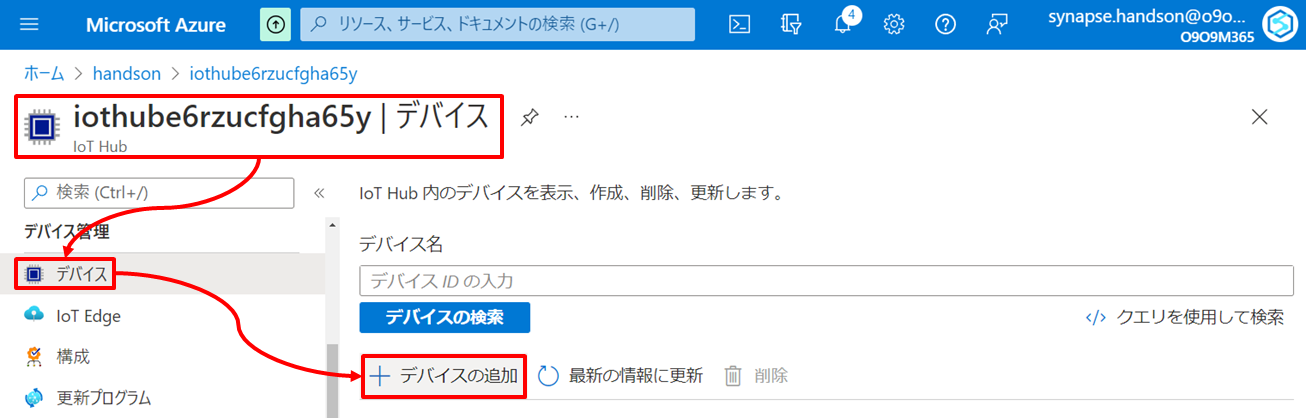 Microsoft Azure
リソース、サービス、ドキュメントの検索 (G+/)
4
synapse.handson@o9o...
O9O9M365
ホーム > handson > iothube6rzucfgha65y
iothube6rzucfgha65y | デバイス
...
IoT Hub
検索 (Ctrl+/)
«
IoT Hub 内のデバイスを表示、作成、削除、更新します。
デバイス管理
デバイス
IoT Edge
構成
更新プログラム
デバイス名
デバイス ID の入力
デバイスの検索
</> クエリを使用して検索
+ デバイスの追加
最新の情報に更新
削除